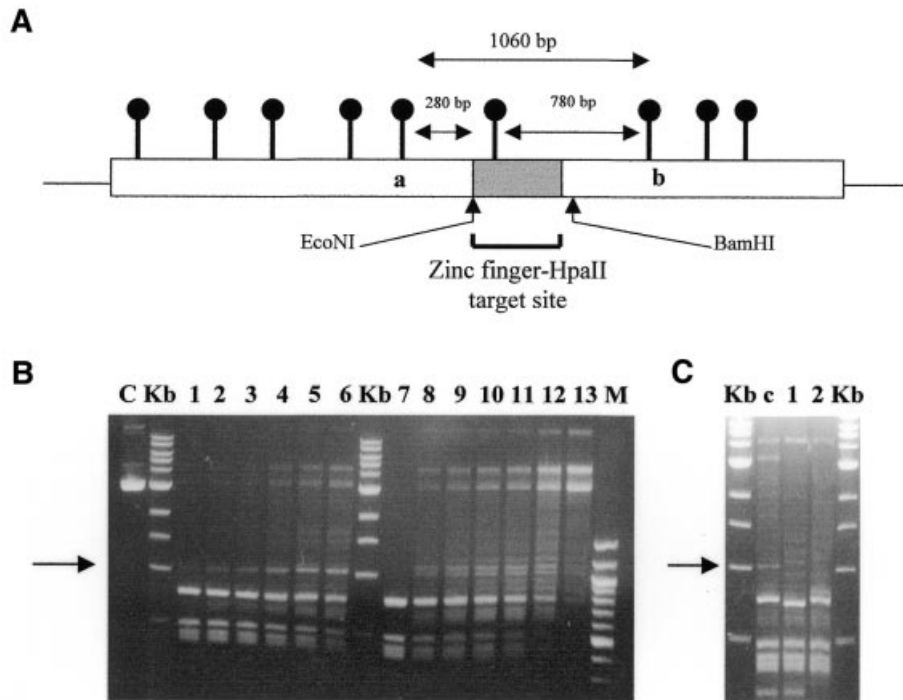 A
1060 bp
280 bp
780 bp
a
b
EcoNI
BamHI
Zinc finger-HpaII
target site
B
C Kb 1 2 3 4 5 6 Kb 7 8 9 10 11 12 13 M
C
Kb c 1 2 Kb